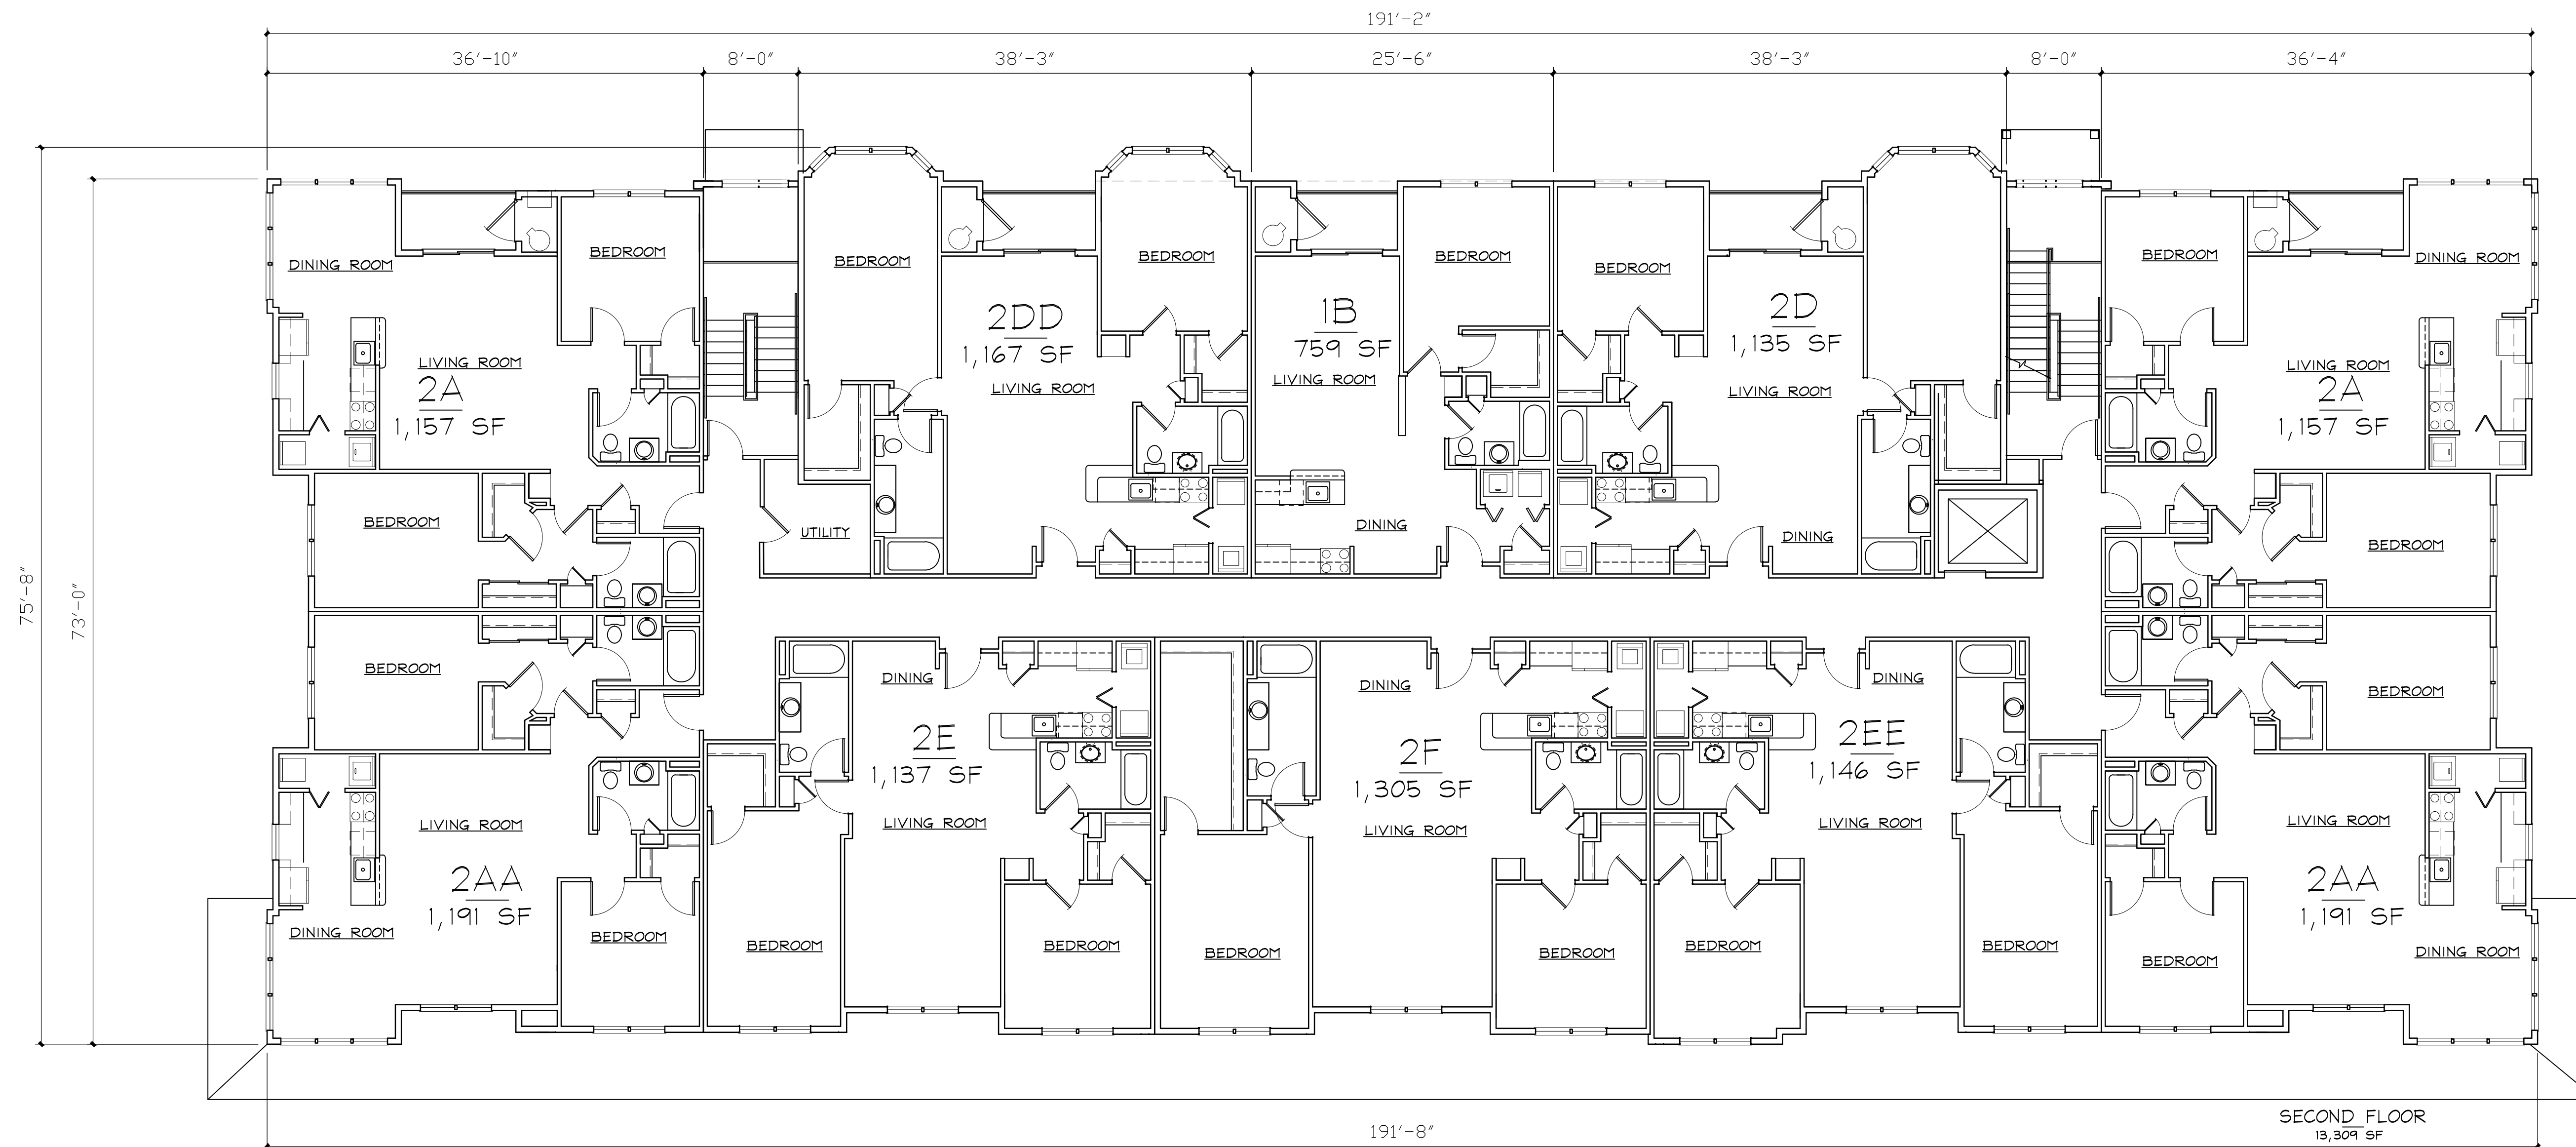 191'-2"
36'-10" 8'-0" 38'-3" 25'-6" 38'-3" 8'-0" 36'-4"
75'-8"
73'-0"
DINING ROOM
BEDROOM
LIVING ROOM
2A
1,157 SF
BEDROOM
BEDROOM
2DD
1,167 SF
LIVING ROOM
BEDROOM
UTILITY
1B
759 SF
LIVING ROOM
BEDROOM
DINING
BEDROOM
2D
1,135 SF
LIVING ROOM
DINING
BEDROOM
DINING ROOM
LIVING ROOM
2A
1,157 SF
BEDROOM
BEDROOM
LIVING ROOM
2AA
1,191 SF
DINING ROOM
BEDROOM
DINING
2E
1,137 SF
LIVING ROOM
BEDROOM
BEDROOM
DINING
2F
1,305 SF
LIVING ROOM
BEDROOM
BEDROOM
DINING
2EE
1,146 SF
LIVING ROOM
BEDROOM
BEDROOM
BEDROOM
LIVING ROOM
2AA
1,191 SF
DINING ROOM
BEDROOM
SECOND FLOOR
13,309 SF
191'-8"